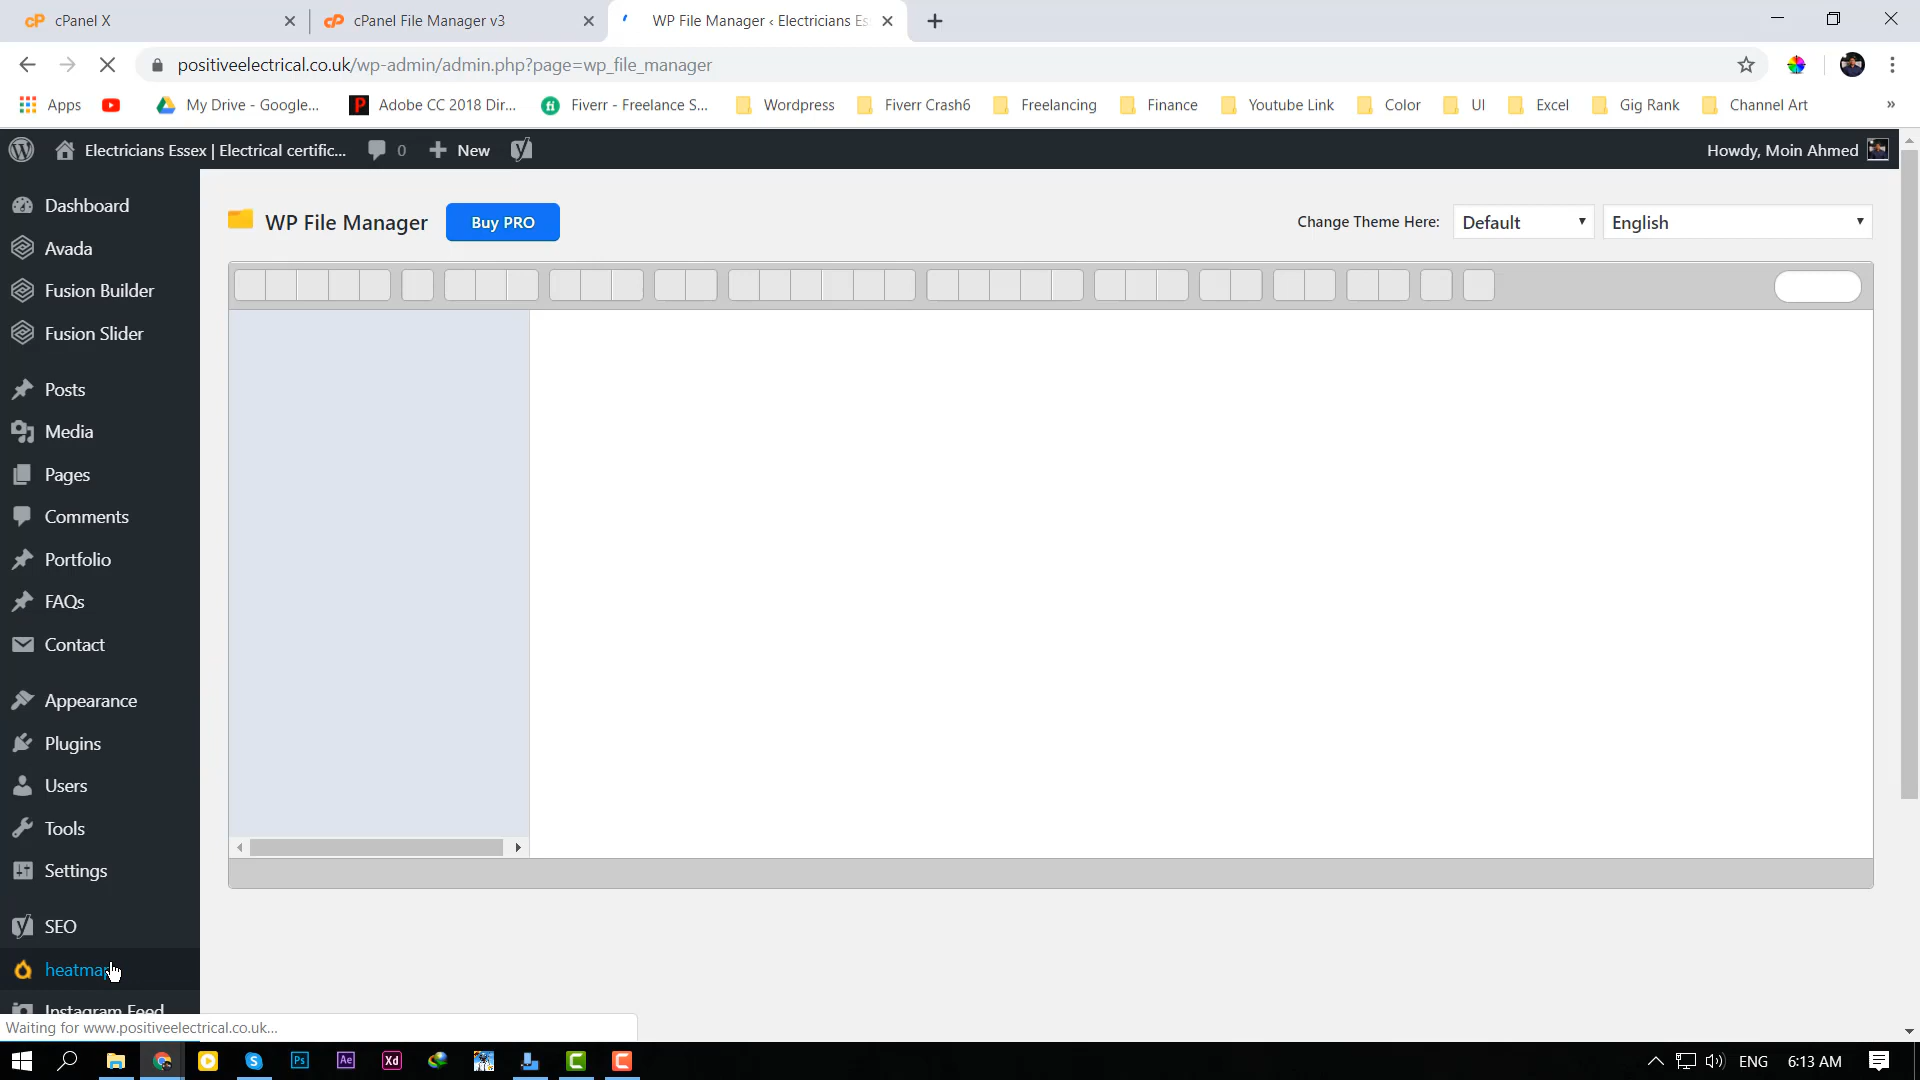 cPanel X
cPanel File Manager v3
WP File Manager ‹ Electricians Es
positiveelectrical.co.uk/wp-admin/admin.php?page=wp_file_manager
Apps
My Drive - Google...
Adobe CC 2018 Dir...
Fiverr - Freelance S...
Wordpress
Fiverr Crash6
Freelancing
Finance
Youtube Link
Color
UI
Excel
Gig Rank
Channel Art
»
Electricians Essex | Electrical certific...
0
New
Howdy, Moin Ahmed
Dashboard
Avada
Fusion Builder
Fusion Slider
Posts
Media
Pages
Comments
Portfolio
FAQs
Contact
Appearance
Plugins
Users
Tools
Settings
SEO
heatmap
Instagram Feed
WP File Manager
Buy PRO
Change Theme Here:
Default
English
Waiting for www.positiveelectrical.co.uk...
Ps
Ae
Xd
ENG
6:13 AM